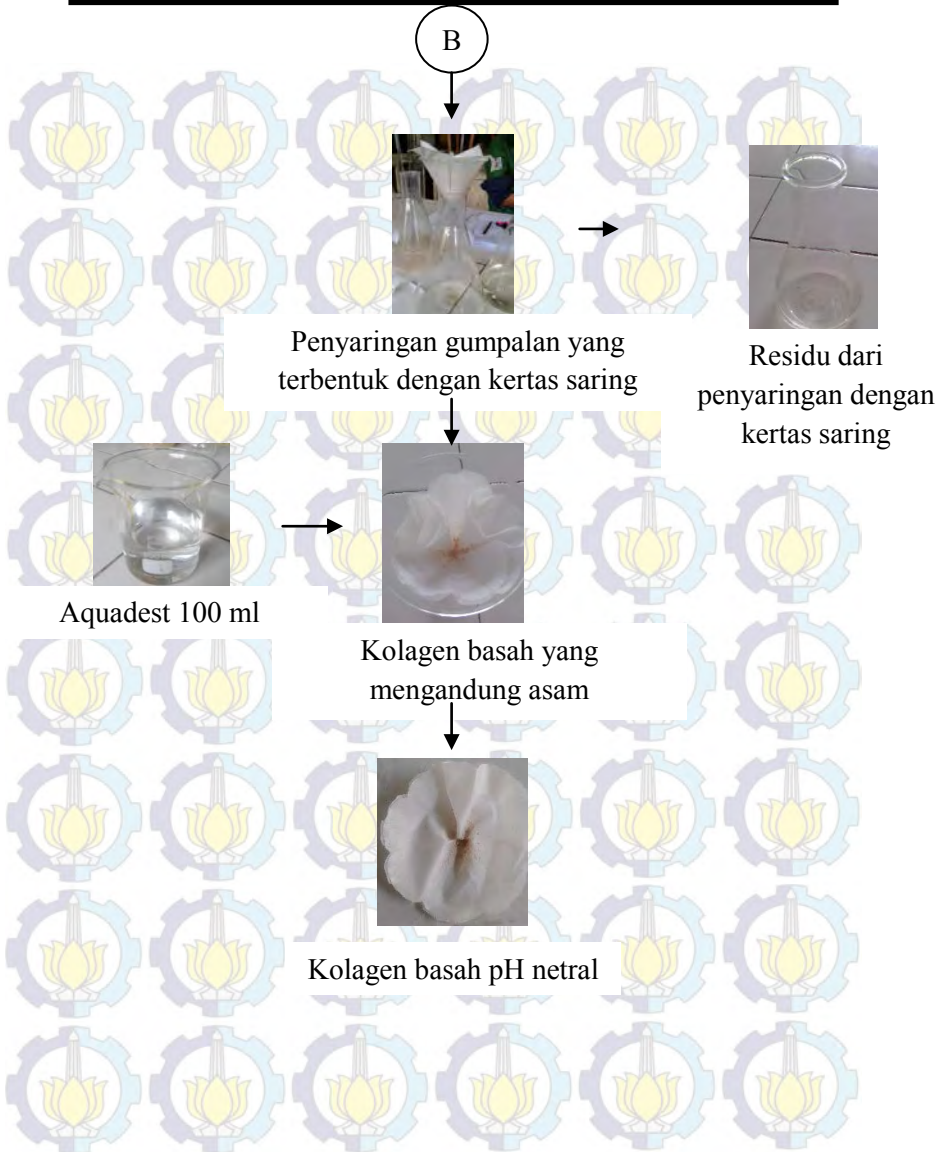 B
Penyaringan gumpalan yang
terbentuk dengan kertas saring
Residu dari
penyaringan dengan
kertas saring
Aquadest 100 ml
Kolagen basah yang
mengandung asam
Kolagen basah pH netral